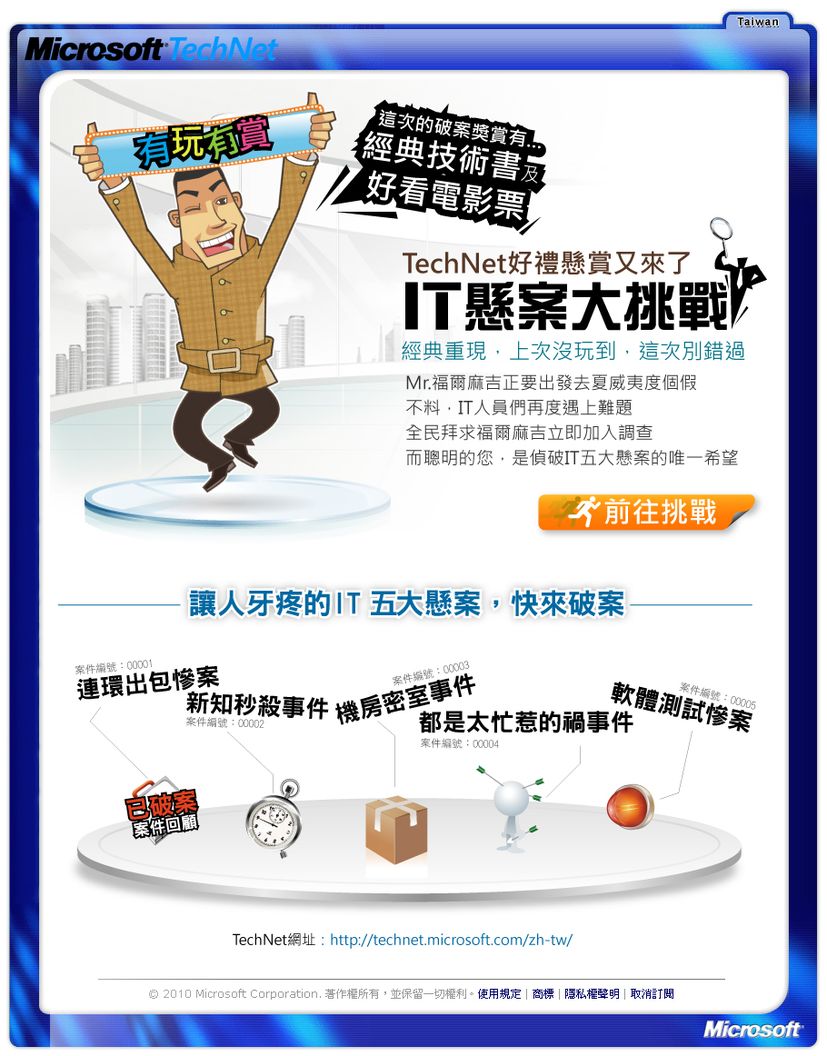 Taiwan
Microsoft TechNet
有玩有賞
這次的破案獎賞有...
經典技術書及
好看電影票
TechNet好禮懸賞又來了
IT懸案大挑戰
經典重現，上次沒玩到，這次別錯過
Mr.福爾麻吉正要出發去夏威夷度個假
不料，IT人員們再度遇上難題
全民拜求福爾麻吉立即加入調查
而聰明的您，是偵破IT五大懸案的唯一希望
前往挑戰
讓人牙疼的IT 五大懸案，快來破案
案件編號：00001
連環出包慘案
新知秒殺事件
案件編號：00002
案件編號：00003
機房密室事件
都是太忙惹的禍事件
案件編號：00004
案件編號：00005
軟體測試慘案
已破案
案件回顧
TechNet網址：http://technet.microsoft.com/zh-tw/
© 2010 Microsoft Corporation. 著作權所有，並保留一切權利。使用規定 | 商標 | 隱私權聲明 | 取消訂閱
Microsoft